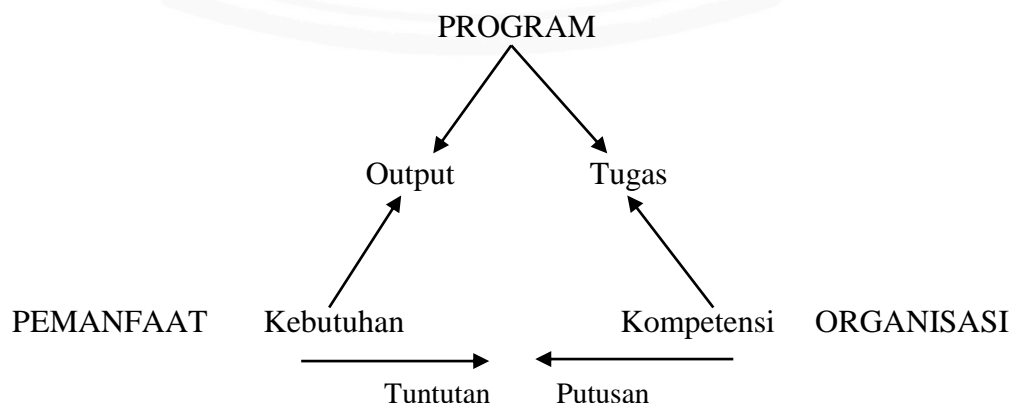 PROGRAM
Output Tugas
PEMANFAAT Kebutuhan Kompetensi ORGANISASI
Tuntutan Putusan